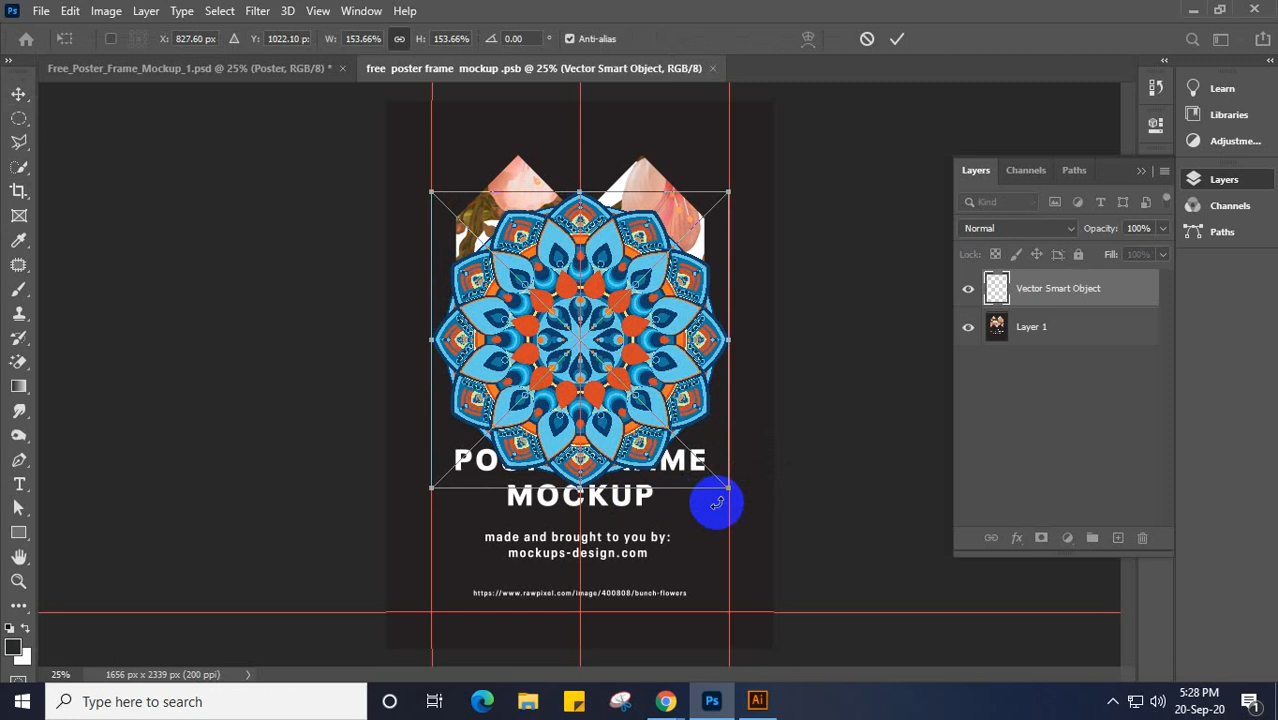 Ps File Edit Image Layer Type Select Filter 3D View Window Help
X: 827.60 px Y: 1022.10 px W: 153.66% H: 153.66% 0.00 ° Anti-alias
Free_Poster_Frame_Mockup_1.psd @ 25% (Poster, RGB/8) * × free poster frame mockup .psb @ 25% (Vector Smart Object, RGB/8) ×
Learn
Libraries
Adjustme...
Layers
Channels
Paths
Layers Channels Paths
Kind
Normal Opacity: 100%
Lock: Fill: 100%
Vector Smart Object
Layer 1
MOCKUP
made and brought to you by:
mockups-design.com
https://www.rawpixel.com/image/400808/bunch-flowers
25% 1656 px x 2339 px (200 ppi)
Type here to search
Ps Ai
5:28 PM
20-Sep-20
1